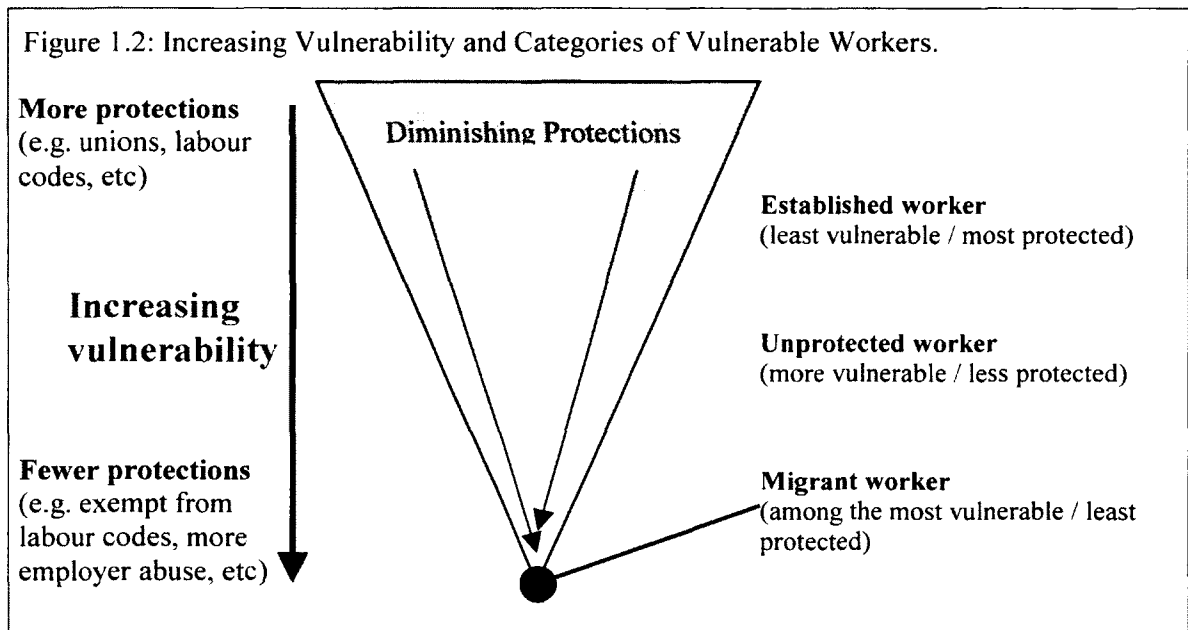 Figure 1.2: Increasing Vulnerability and Categories of Vulnerable Workers.
More protections
(e.g. unions, labour
codes, etc)
Diminishing Protections
Established worker
(least vulnerable / most protected)
Increasing
vulnerability
Unprotected worker
(more vulnerable / less protected)
Fewer protections
(e.g. exempt from
labour codes, more
employer abuse, etc)
Migrant worker
(among the most vulnerable / least
protected)